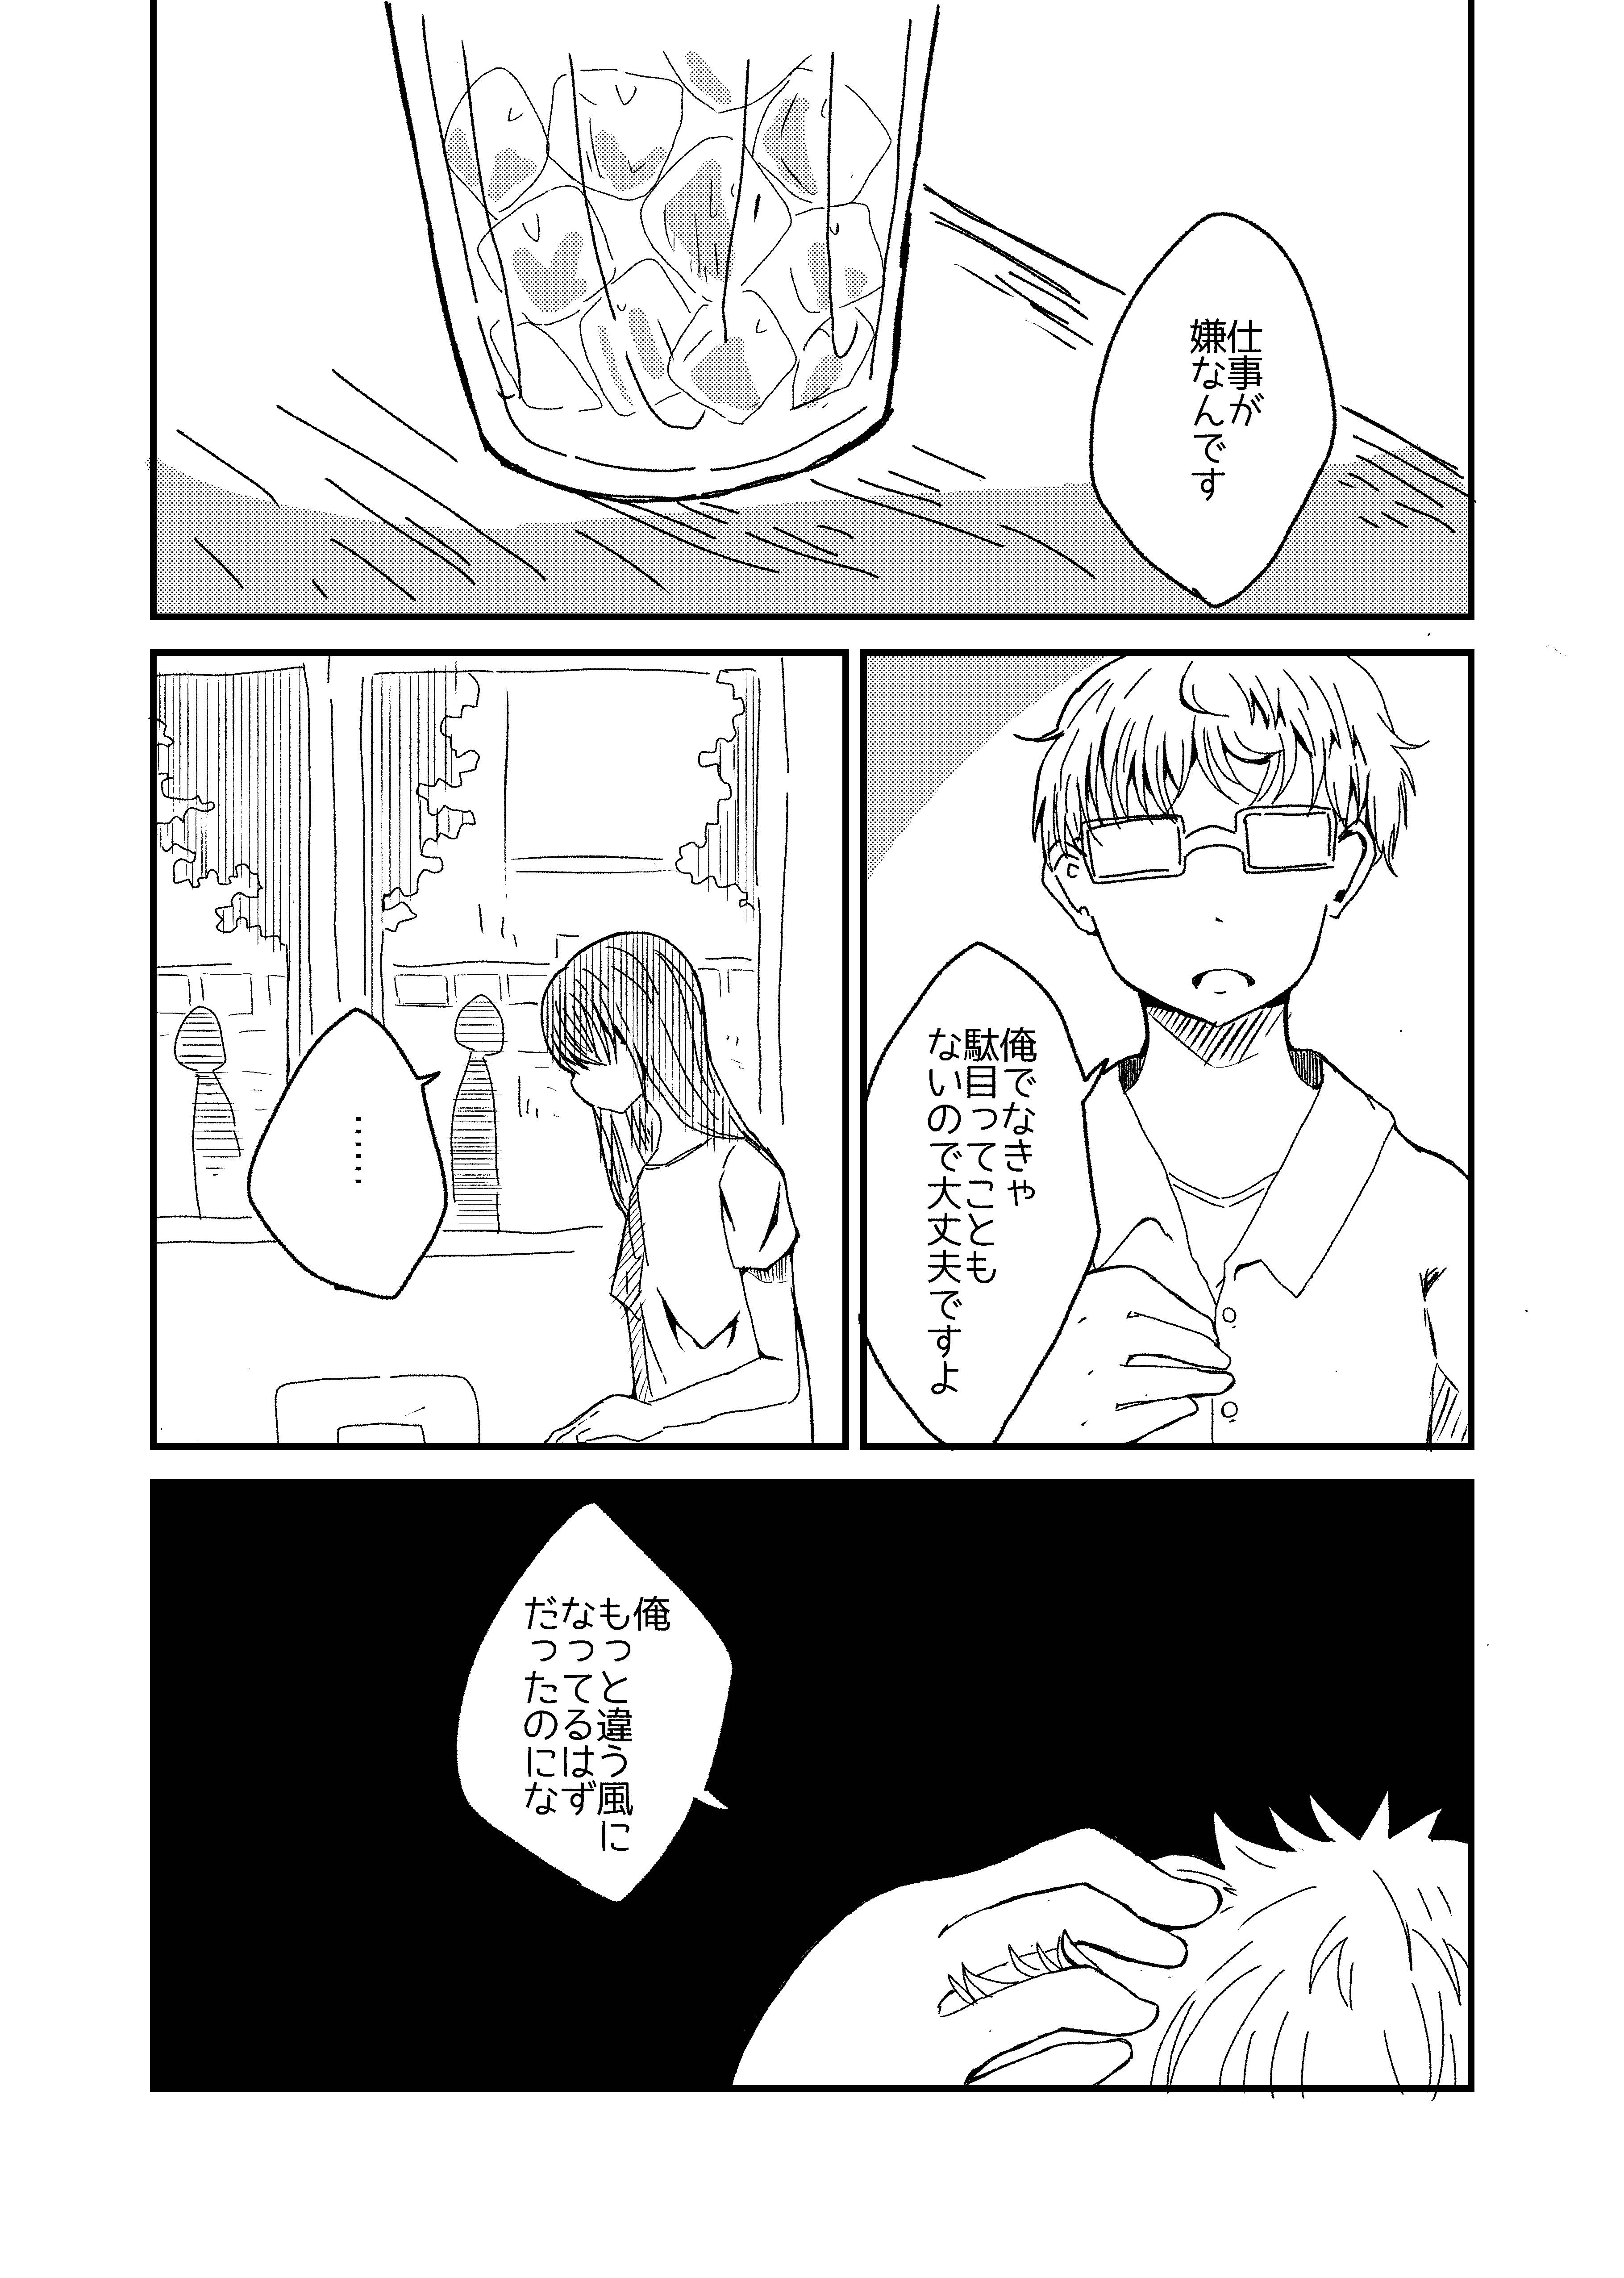 仕事が
嫌なんです
俺でなきゃ
駄目ってことも
ないので大丈夫ですよ
……
俺
もっと違う風に
なってるはず
だったのにな